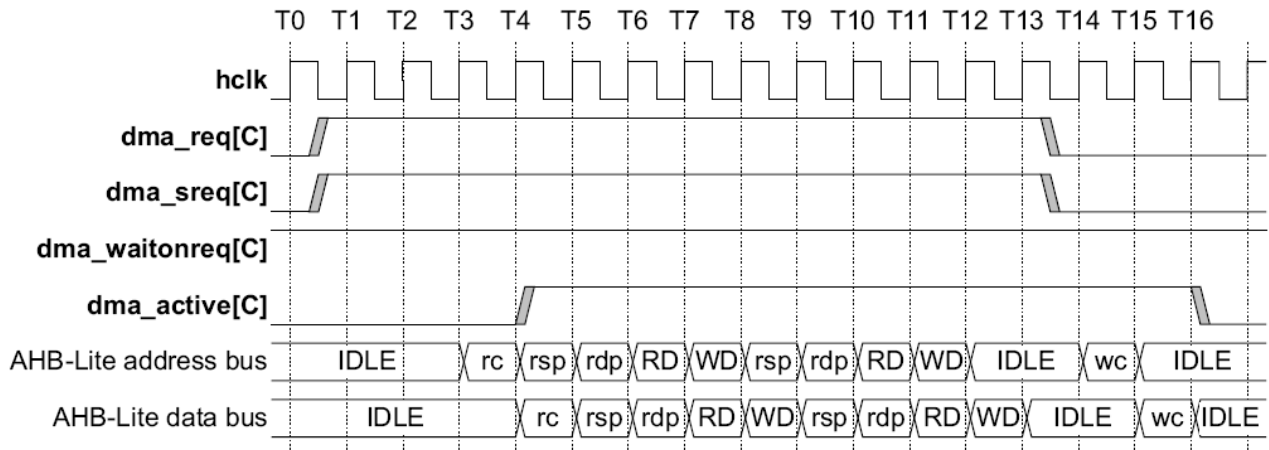 T0 T1 T2 T3 T4 T5 T6 T7 T8 T9 T10 T11 T12 T13 T14 T15 T16
hclk
dma_req[C]
dma_sreq[C]
dma_waitonreq[C]
dma_active[C]
AHB-Lite address bus IDLE rc rsp rdp RD WD rsp rdp RD WD IDLE wc IDLE
AHB-Lite data bus IDLE rc rsp rdp RD WD rsp rdp RD WD IDLE wc IDLE